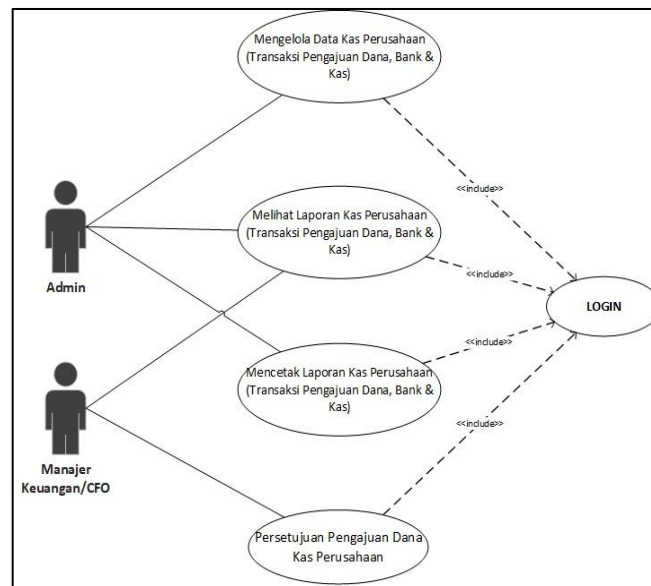 Mengelola Data Kas Perusahaan
(Transaksi Pengajuan Dana, Bank &
Kas)
<<include>>
Melihat Laporan Kas Perusahaan
(Transaksi Pengajuan Dana, Bank &
Kas)
<<include>>
Admin
LOGIN
<<include>>
Mencetak Laporan Kas Perusahaan
(Transaksi Pengajuan Dana, Bank &
Kas)
<<include>>
Manajer
Keuangan/CFO
Persetujuan Pengajuan Dana
Kas Perusahaan